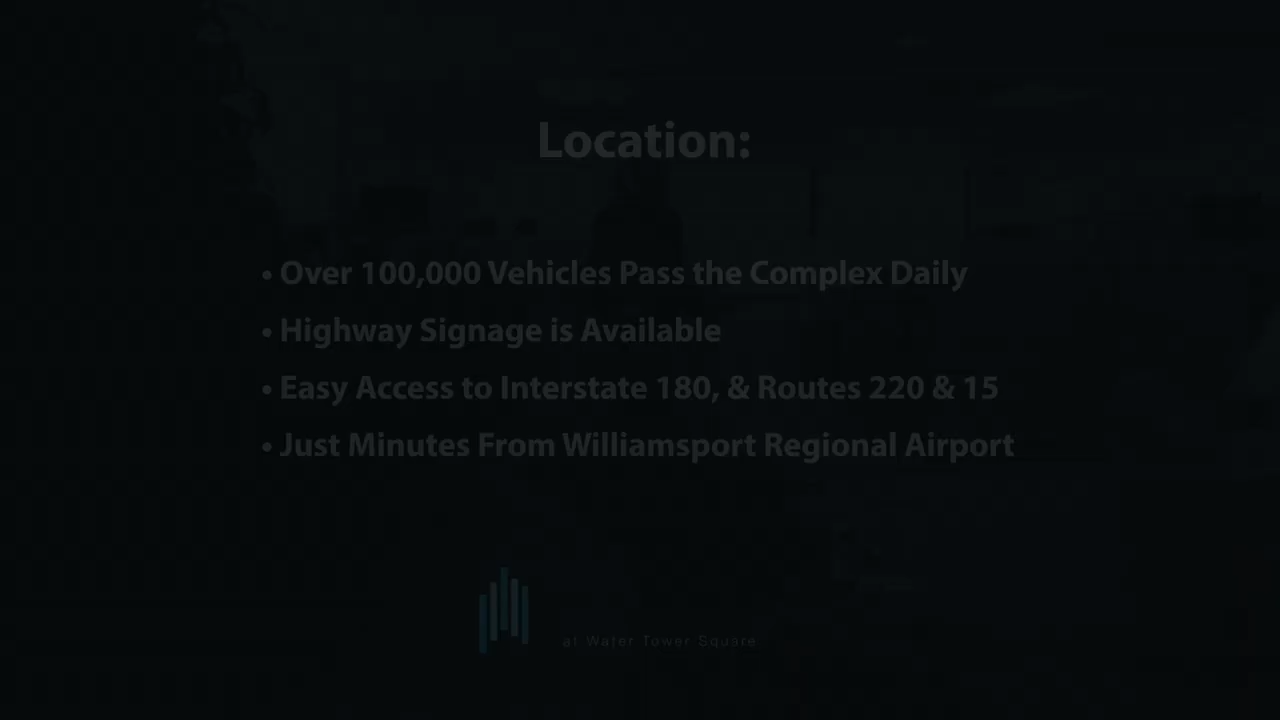 Location:
• Over 100,000 Vehicles Pass the Complex Daily
• Highway Signage is Available
• Easy Access to Interstate 180, & Routes 220 & 15
• Just Minutes From Williamsport Regional Airport
at Water Tower Square